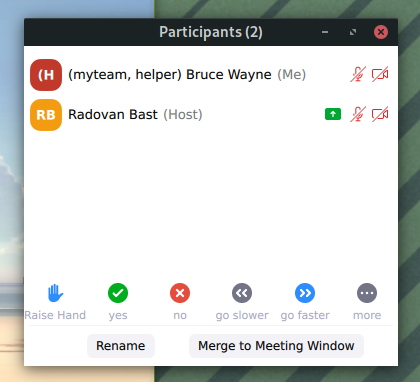 Participants (2)
(H (myteam, helper) Bruce Wayne (Me)
RB Radovan Bast (Host)
Raise Hand yes no go slower go faster more
Rename Merge to Meeting Window